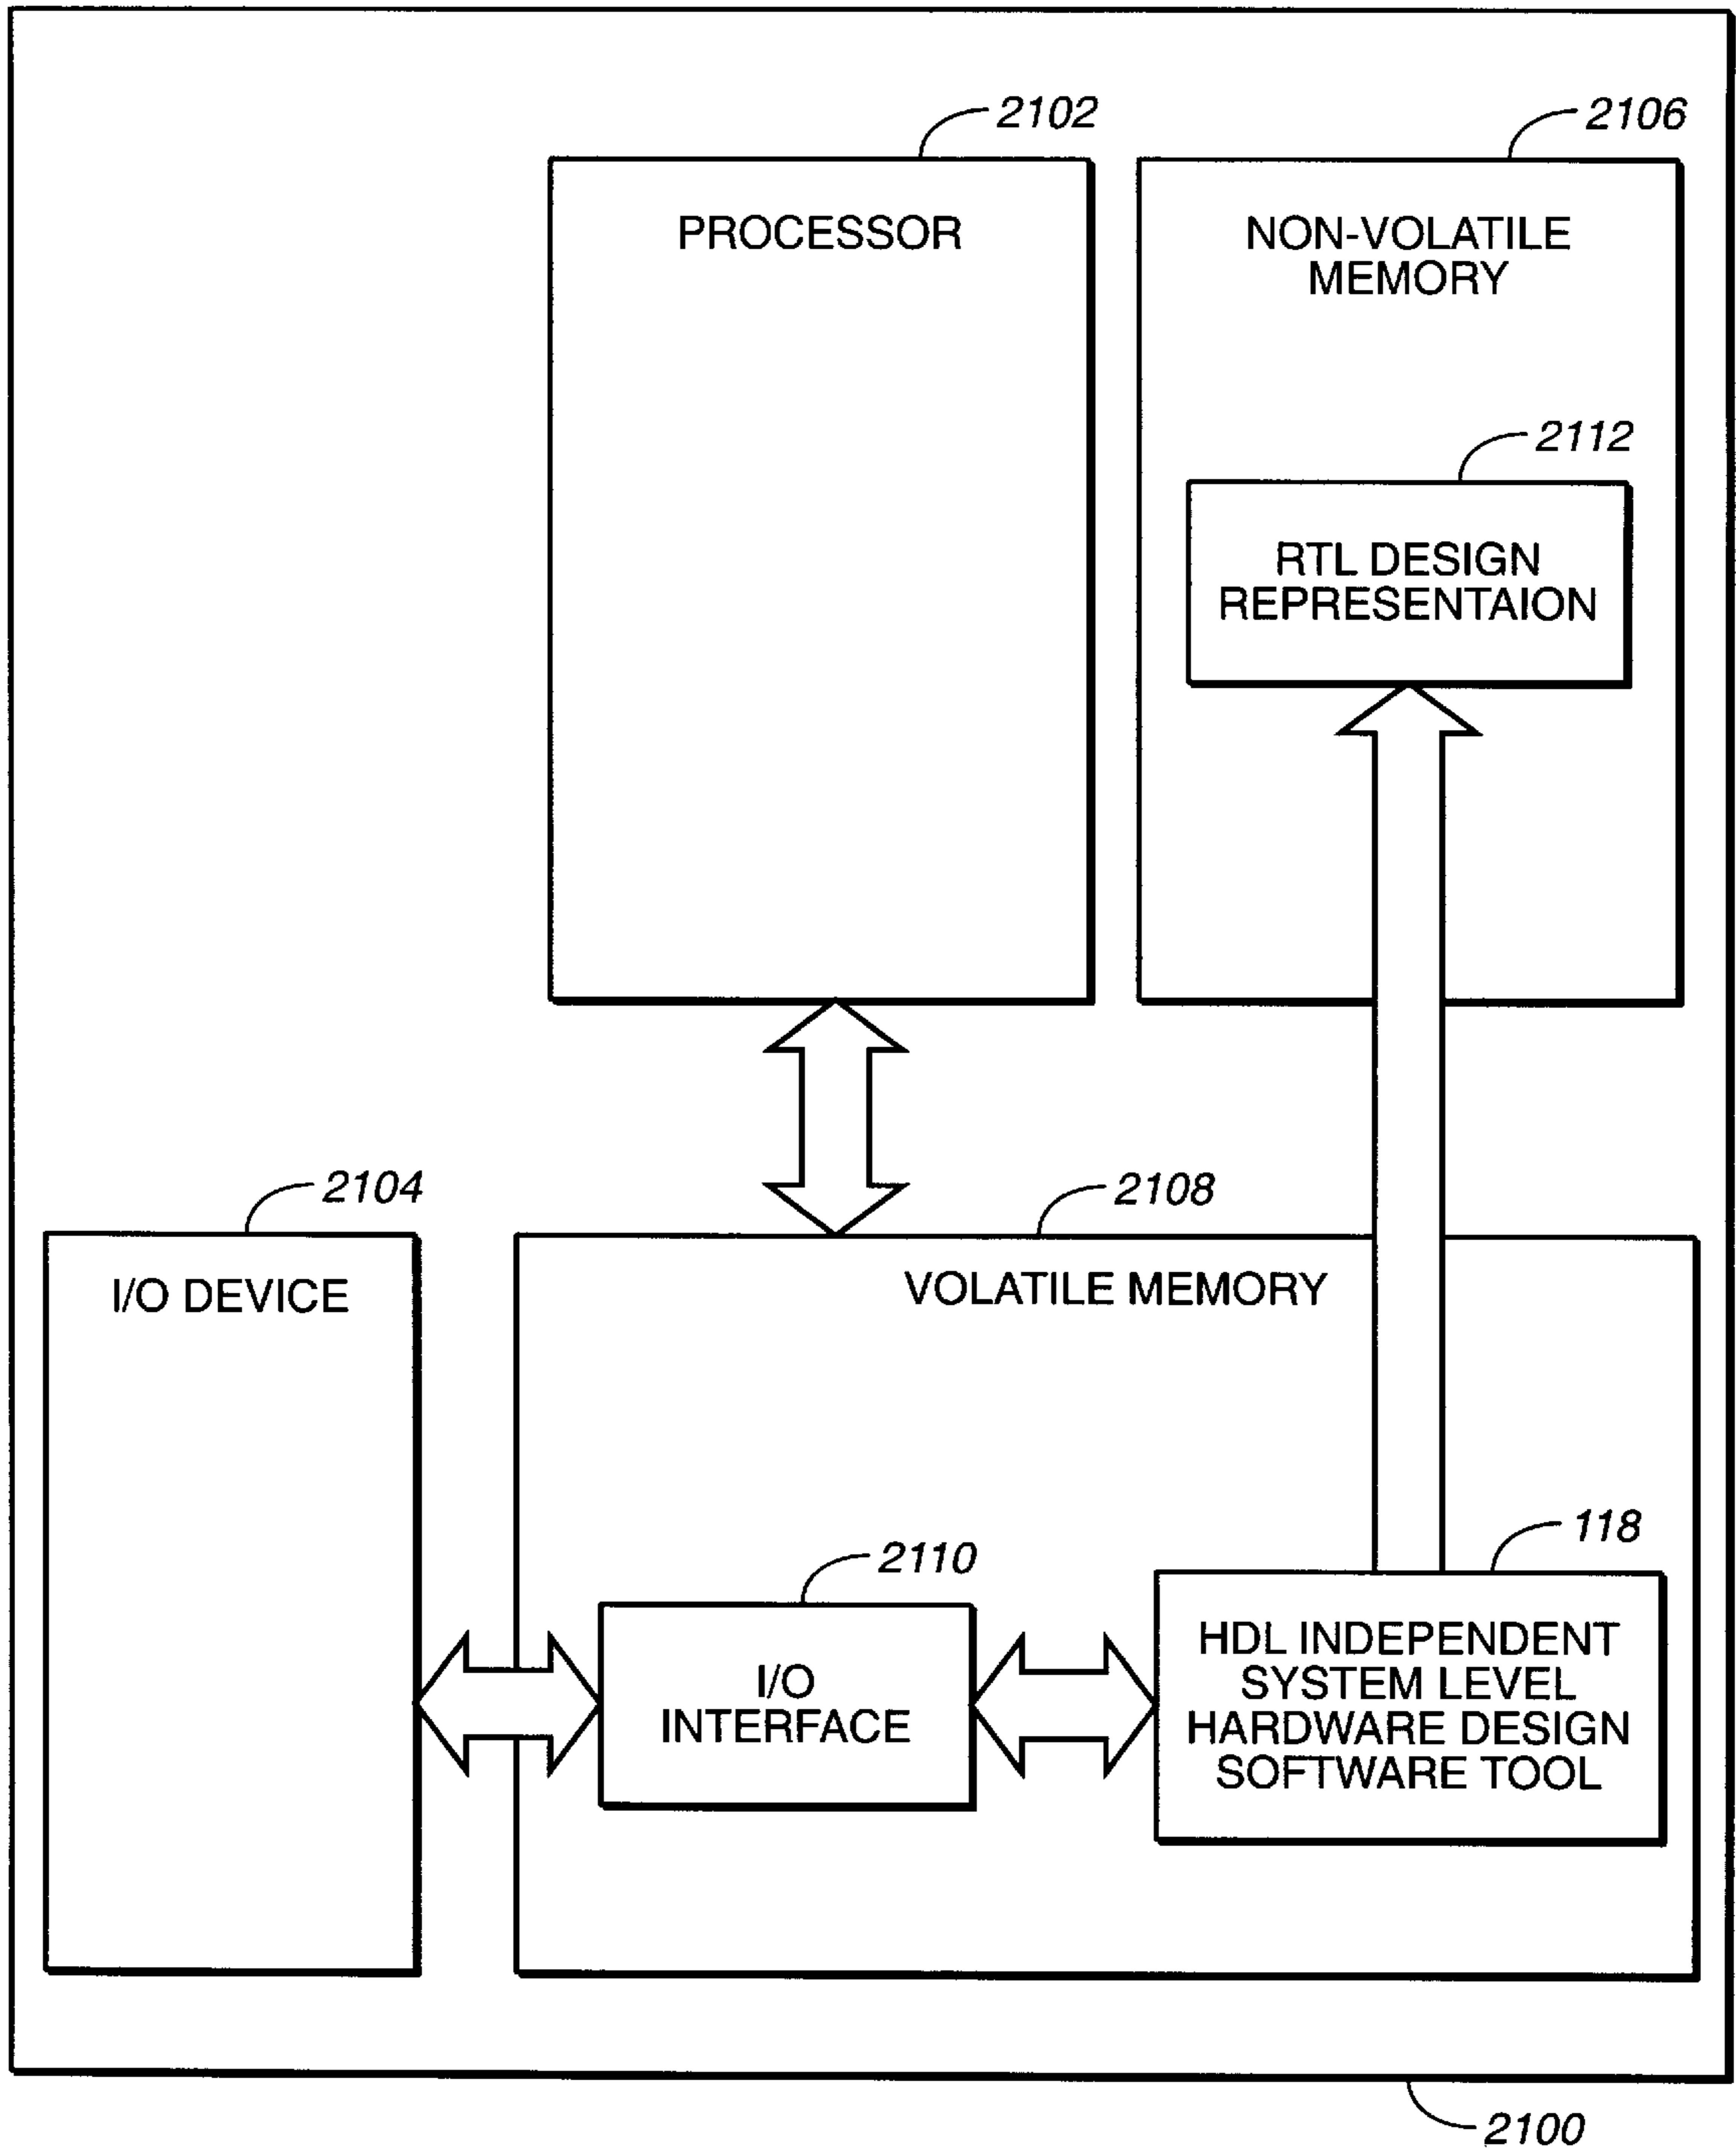 2102
2106
PROCESSOR
NON-VOLATILE
MEMORY
2112
RTL DESIGN
REPRESENTAION
2104
2108
I/O DEVICE
VOLATILE MEMORY
2110
118
I/O
INTERFACE
HDL INDEPENDENT
SYSTEM LEVEL
HARDWARE DESIGN
SOFTWARE TOOL
2100